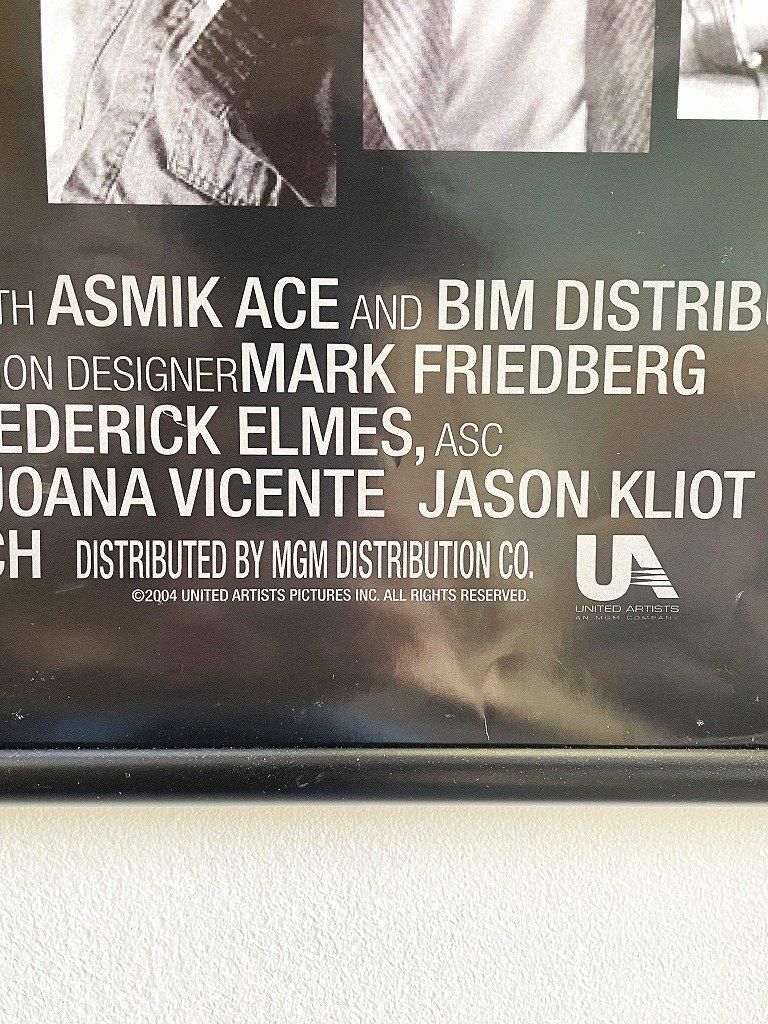 TH ASMIK ACE AND BIM DISTRIBU
ON DESIGNER MARK FRIEDBERG
EDERICK ELMES, ASC
JOANA VICENTE JASON KLIOT
CH DISTRIBUTED BY MGM DISTRIBUTION CO.
©2004 UNITED ARTISTS PICTURES INC. ALL RIGHTS RESERVED.
UA
UNITED ARTISTS
AN MGM COMPANY